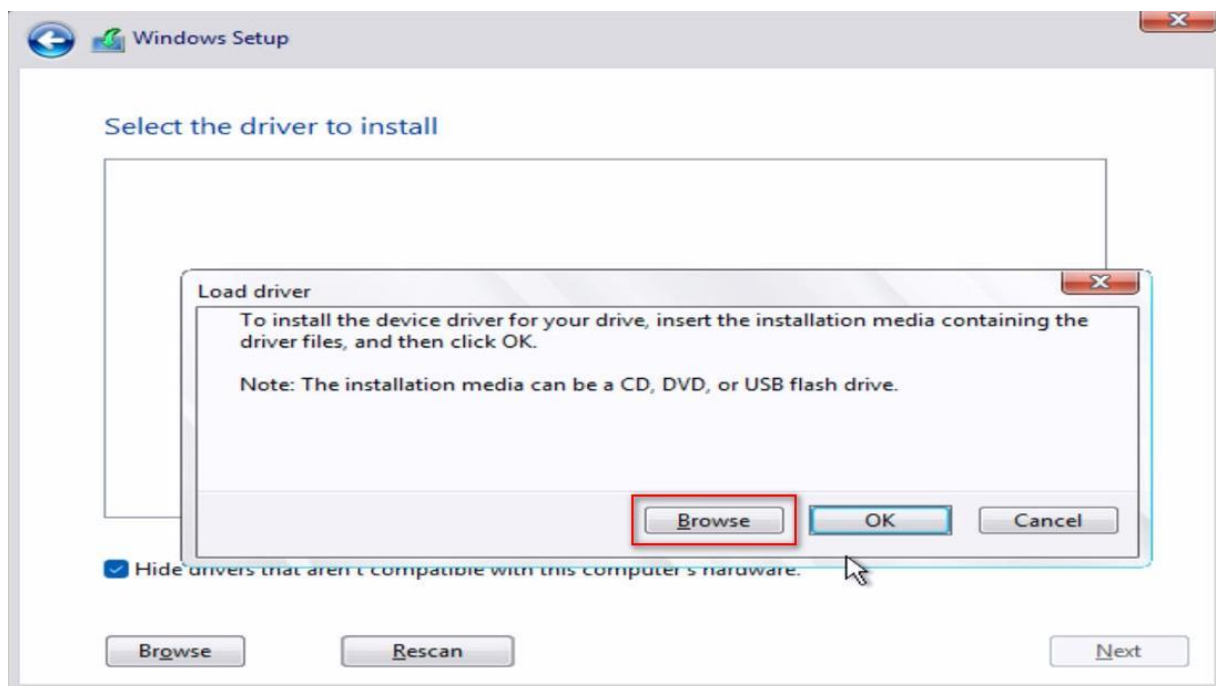 Windows Setup
Select the driver to install
Load driver
To install the device driver for your drive, insert the installation media containing the
driver files, and then click OK.
Note: The installation media can be a CD, DVD, or USB flash drive.
Browse OK Cancel
Hide drivers that aren't compatible with this computer's hardware.
Browse Rescan Next